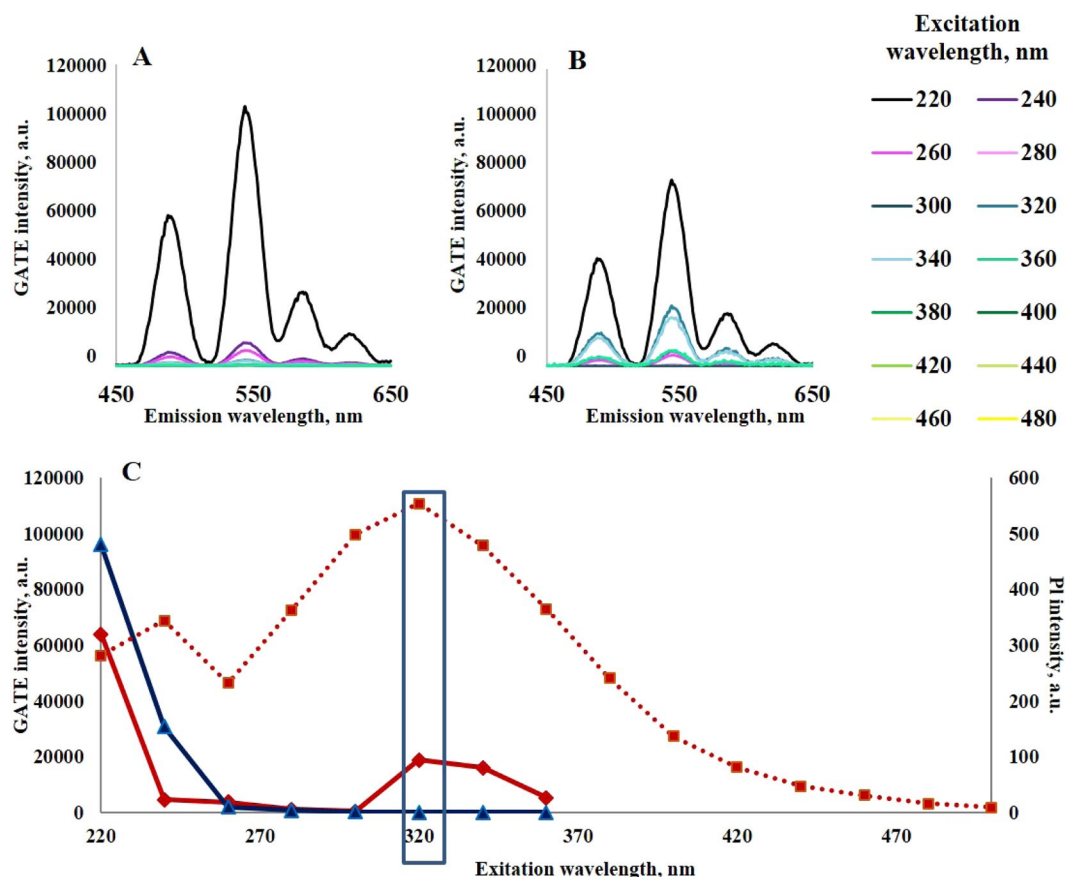 A
GATE intensity, a.u.
120000
100000
80000
60000
40000
20000
0
450 550 650
Emission wavelength, nm
B
GATE intensity, a.u.
120000
100000
80000
60000
40000
20000
0
450 550 650
Emission wavelength, nm
Excitation
wavelength, nm
220 240
260 280
300 320
340 360
380 400
420 440
460 480
C
GATE intensity, a.u.
120000
100000
80000
60000
40000
20000
0
220 270 320 370 420 470
Exitation wavelength, nm
600
500
400
300
200
100
0
Pl intensity, a.u.